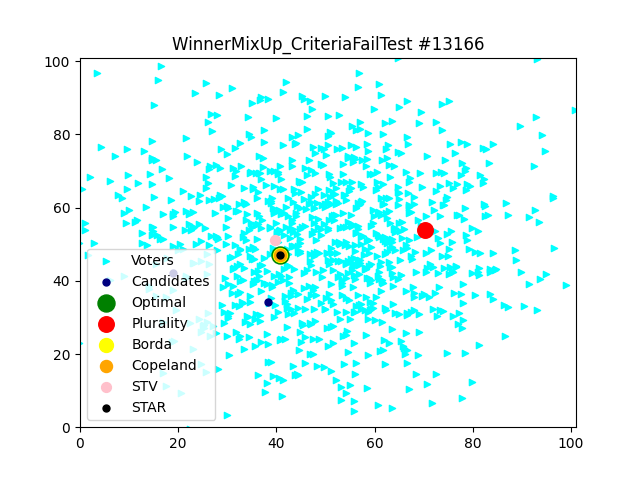 WinnerMixUp_CriteriaFailTest #13166
100
80
60
40
20
0
0
20
40
60
80
100
Voters
Candidates
Optimal
Plurality
Borda
Copeland
STV
STAR